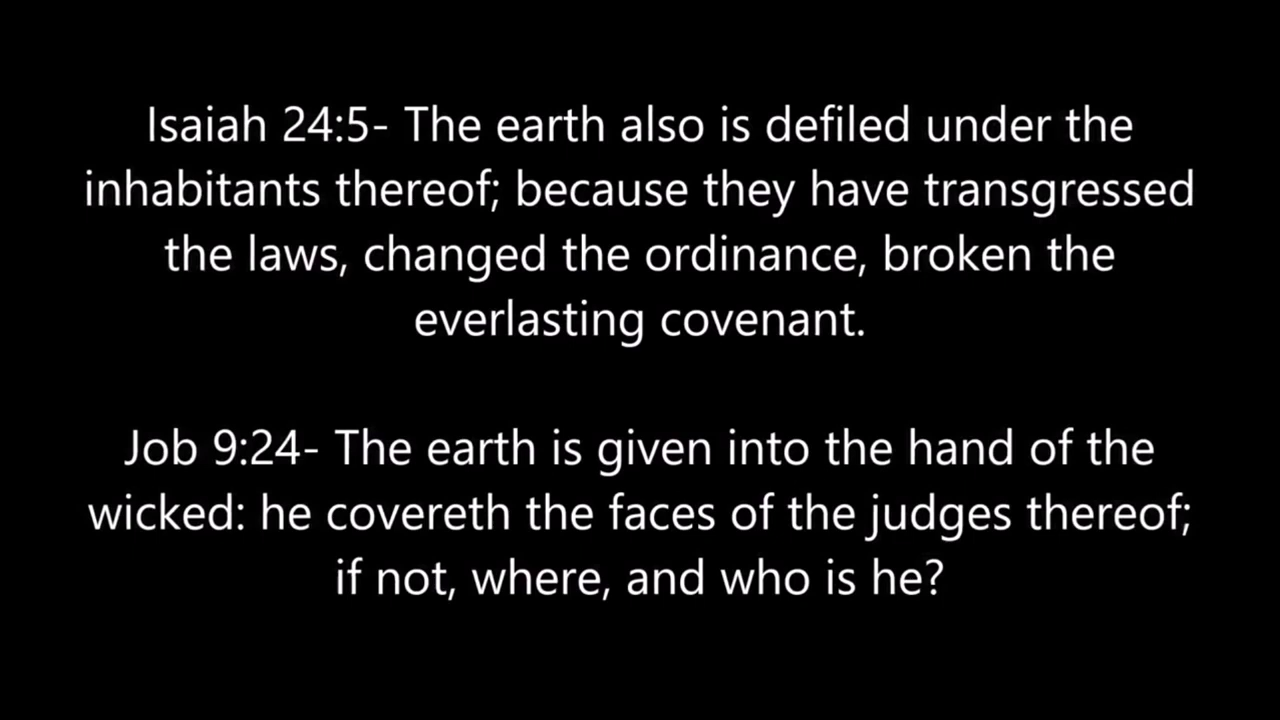 Isaiah 24:5- The earth also is defiled under the
inhabitants thereof; because they have transgressed
the laws, changed the ordinance, broken the
everlasting covenant.
Job 9:24- The earth is given into the hand of the
wicked: he covereth the faces of the judges thereof;
if not, where, and who is he?